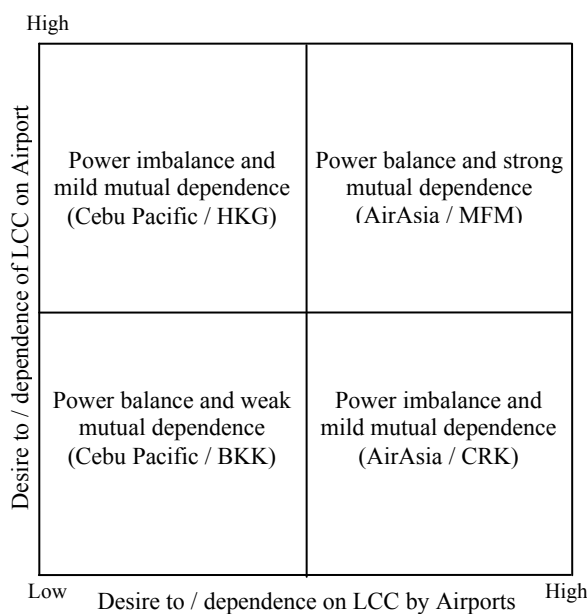 High
Desire to / dependence of LCC on Airport
Power imbalance and
mild mutual dependence
(Cebu Pacific / HKG)
Power balance and strong
mutual dependence
(AirAsia / MFM)
Power balance and weak
mutual dependence
(Cebu Pacific / BKK)
Power imbalance and
mild mutual dependence
(AirAsia / CRK)
Low
Desire to / dependence on LCC by Airports
High